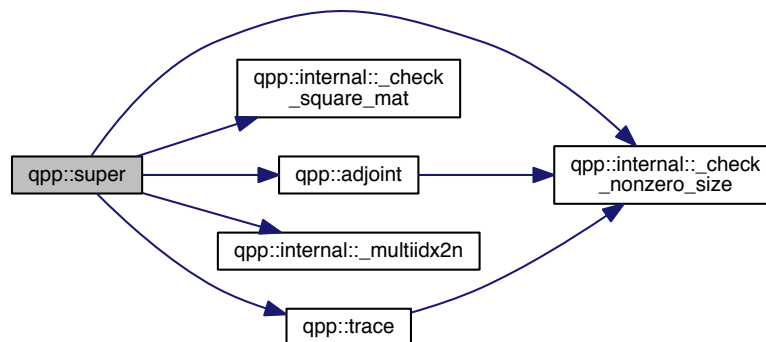 qpp::internal::_check
_square_mat
qpp::super
qpp::adjoint
qpp::internal::_check
_nonzero_size
qpp::internal::_multiidx2n
qpp::trace